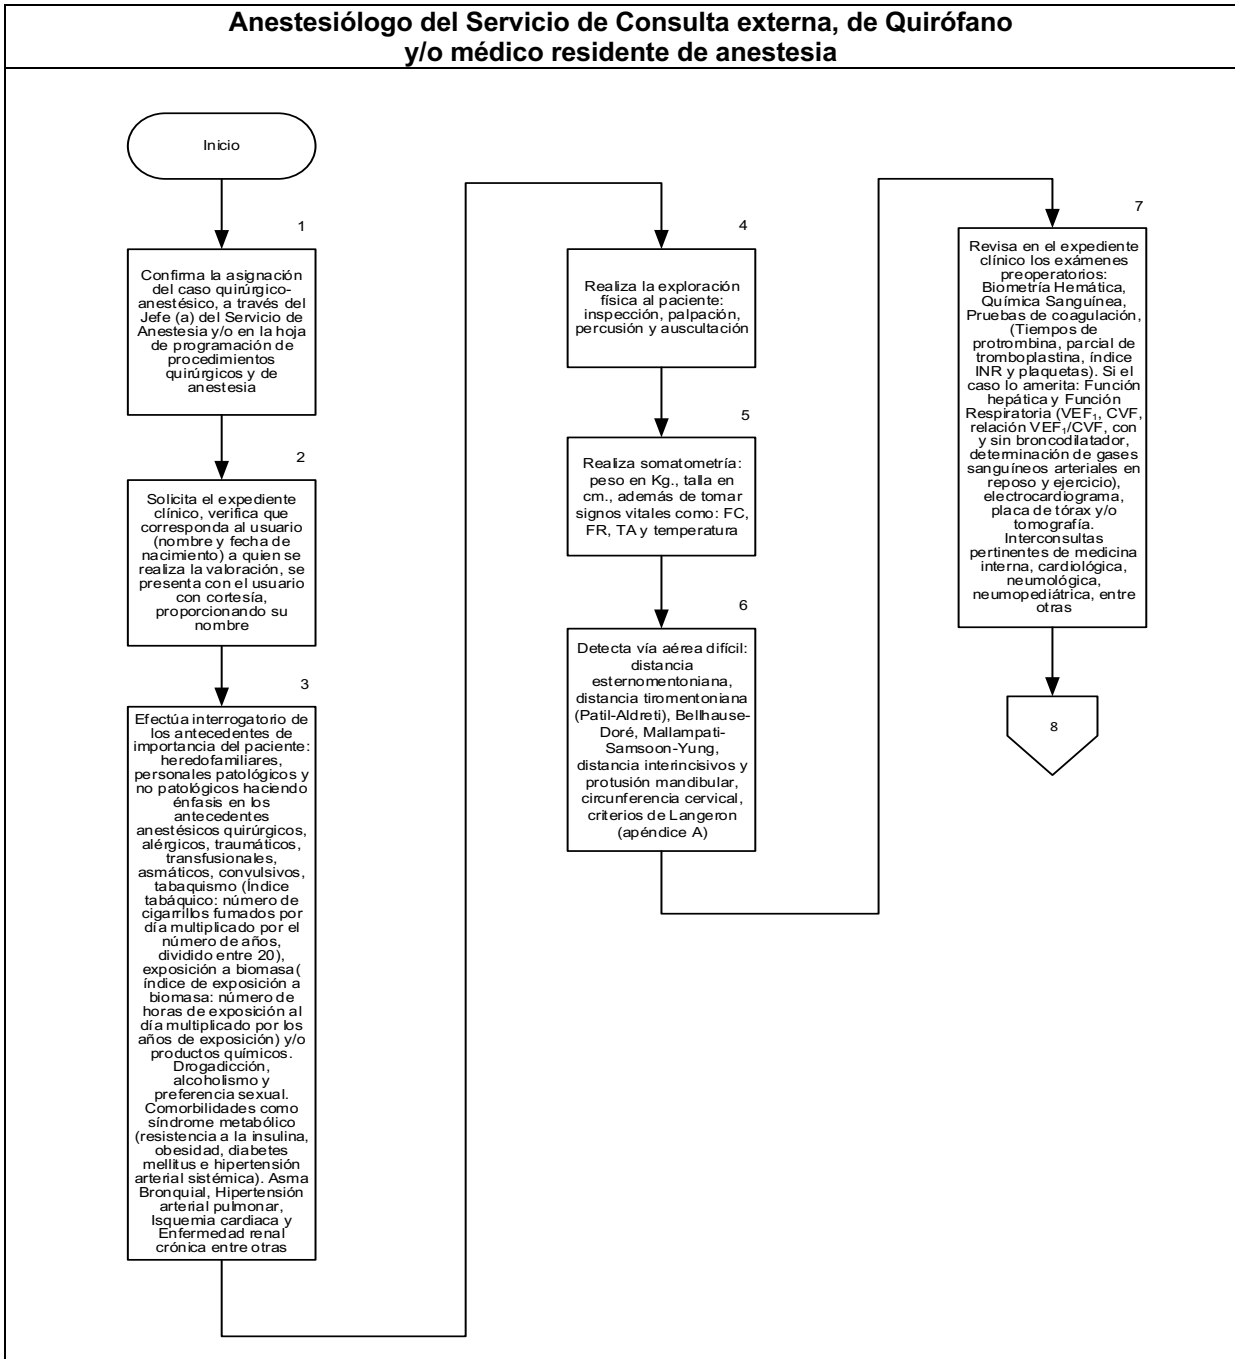 Anestesiólogo del Servicio de Consulta externa, de Quirófano
y/o médico residente de anestesia
Inicio
1
Confirma la asignación
del caso quirúrgico-
anestésico, a través del
Jefe (a) del Servicio de
Anestesia y/o en la hoja
de programación de
procedimientos
quirúrgicos y de
anestesia
2
Solicita el expediente
clínico, verifica que
corresponda al usuario
(nombre y fecha de
nacimiento) a quien se
realiza la valoración, se
presenta con el usuario
con cortesía,
proporcionando su
nombre
3
Efectúa interrogatorio de
los antecedentes de
importancia del paciente:
heredofamiliares,
personales patológicos y
no patológicos haciendo
énfasis en los
antecedentes
anestésicos quirúrgicos,
alérgicos, traumáticos,
transfusionales,
asmáticos, convulsivos,
tabaquismo (Índice
tabáquico: número de
cigarrillos fumados por
día multiplicado por el
número de años,
dividido entre 20),
exposición a biomasa(
índice de exposición a
biomasa: número de
horas de exposición al
día multiplicado por los
años de exposición) y/o
productos químicos.
Drogadicción,
alcoholismo y
preferencia sexual.
Comorbilidades como
síndrome metabólico
(resistencia a la insulina,
obesidad, diabetes
mellitus e hipertensión
arterial sistémica). Asma
Bronquial, Hipertensión
arterial pulmonar,
Isquemia cardiaca y
Enfermedad renal
crónica entre otras
4
Realiza la exploración
física al paciente:
inspección, palpación,
percusión y auscultación
5
Realiza somatometría:
peso en Kg., talla en
cm., además de tomar
signos vitales como: FC,
FR, TA y temperatura
6
Detecta vía aérea difícil:
distancia
esternomentoniana,
distancia tiromentoniana
(Patil-Aldreti), Bellhause-
Doré, Mallampati-
Samsoon-Yung,
distancia interincisivos y
protusión mandibular,
circunferencia cervical,
criterios de Langeron
(apéndice A)
7
Revisa en el expediente
clínico los exámenes
preoperatorios:
Biometría Hemática,
Química Sanguínea,
Pruebas de coagulación,
(Tiempos de
protrombina, parcial de
tromboplastina, índice
INR y plaquetas). Si el
caso lo amerita: Función
hepática y Función
Respiratoria (VEF₁, CVF,
relación VEF₁/CVF, con
y sin broncodilatador,
determinación de gases
sanguíneos arteriales en
reposo y ejercicio),
electrocardiograma,
placa de tórax y/o
tomografía.
Interconsultas
pertinentes de medicina
interna, cardiológica,
neumológica,
neumopediátrica, entre
otras
8